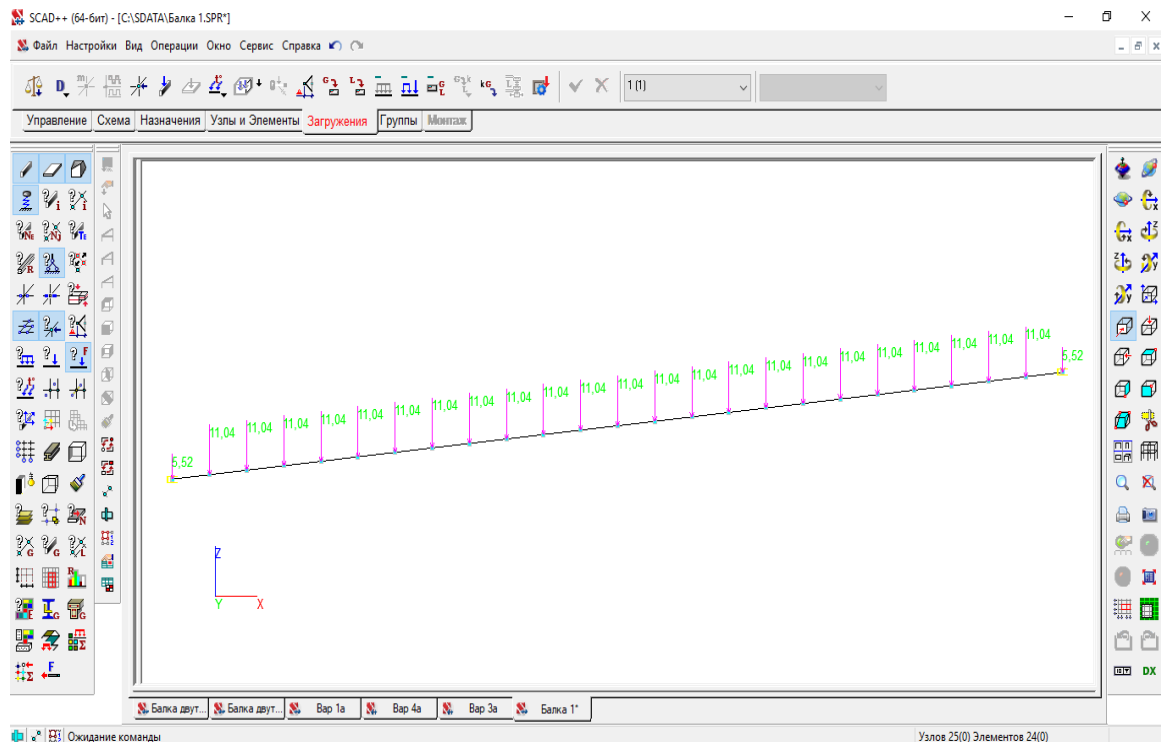 SCAD++ (64-бит) - [C:\SDATA\Балка 1.SPR*]
Файл Настройки Вид Операции Окно Сервис Справка
1 (1)
Управление Схема Назначения Узлы и Элементы Загружения Группы Монтаж
5,52 11,04 11,04 11,04 11,04 11,04 11,04 11,04 11,04 11,04 11,04 11,04 11,04 11,04 11,04 11,04 11,04 11,04 11,04 11,04 11,04 11,04 11,04 11,04 5,52
Z
Y X
Балка двут... Балка двут... Вар 1а Вар 4а Вар 3а Балка 1*
DX
Ожидание команды Узлов 25(0) Элементов 24(0)